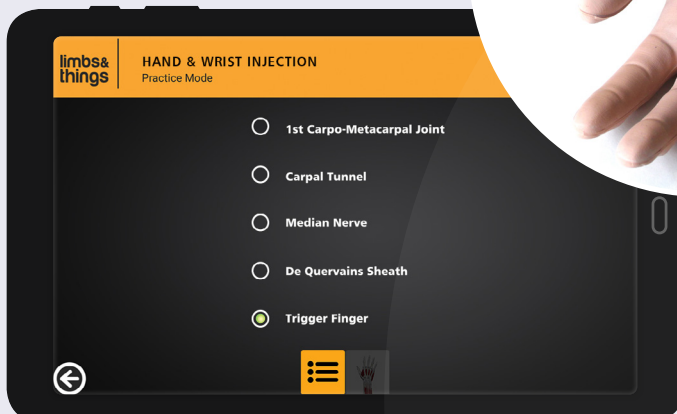 limbs&
things
HAND & WRIST INJECTION
Practice Mode
1st Carpo-Metacarpal Joint
Carpal Tunnel
Median Nerve
De Quervains Sheath
Trigger Finger